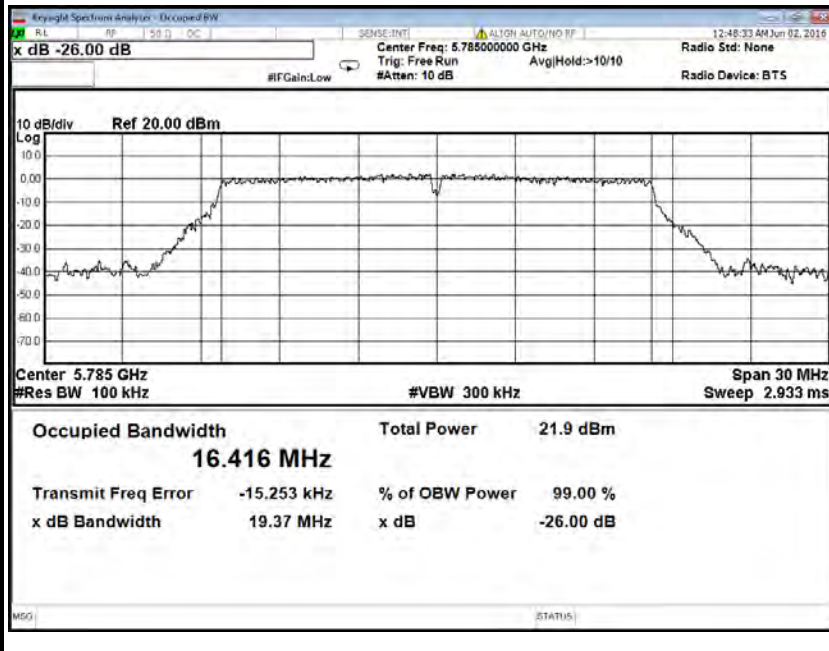 Keysight Spectrum Analyzer - Occupied BW
RL RF 50 Ω DC SENSE:INT ALIGN AUTO/NO RF 12:48:33 AM Jun 02, 2016
x dB -26.00 dB
Center Freq: 5.785000000 GHz
Radio Std: None
Trig: Free Run Avg|Hold:>10/10
#IFGain:Low #Atten: 10 dB Radio Device: BTS
10 dB/div Ref 20.00 dBm
Log
10.0
0.00
-10.0
-20.0
-30.0
-40.0
-50.0
-60.0
-70.0
Center 5.785 GHz Span 30 MHz
#Res BW 100 kHz #VBW 300 kHz Sweep 2.933 ms
Occupied Bandwidth Total Power 21.9 dBm
16.416 MHz
Transmit Freq Error -15.253 kHz % of OBW Power 99.00 %
x dB Bandwidth 19.37 MHz x dB -26.00 dB
MSG STATUS